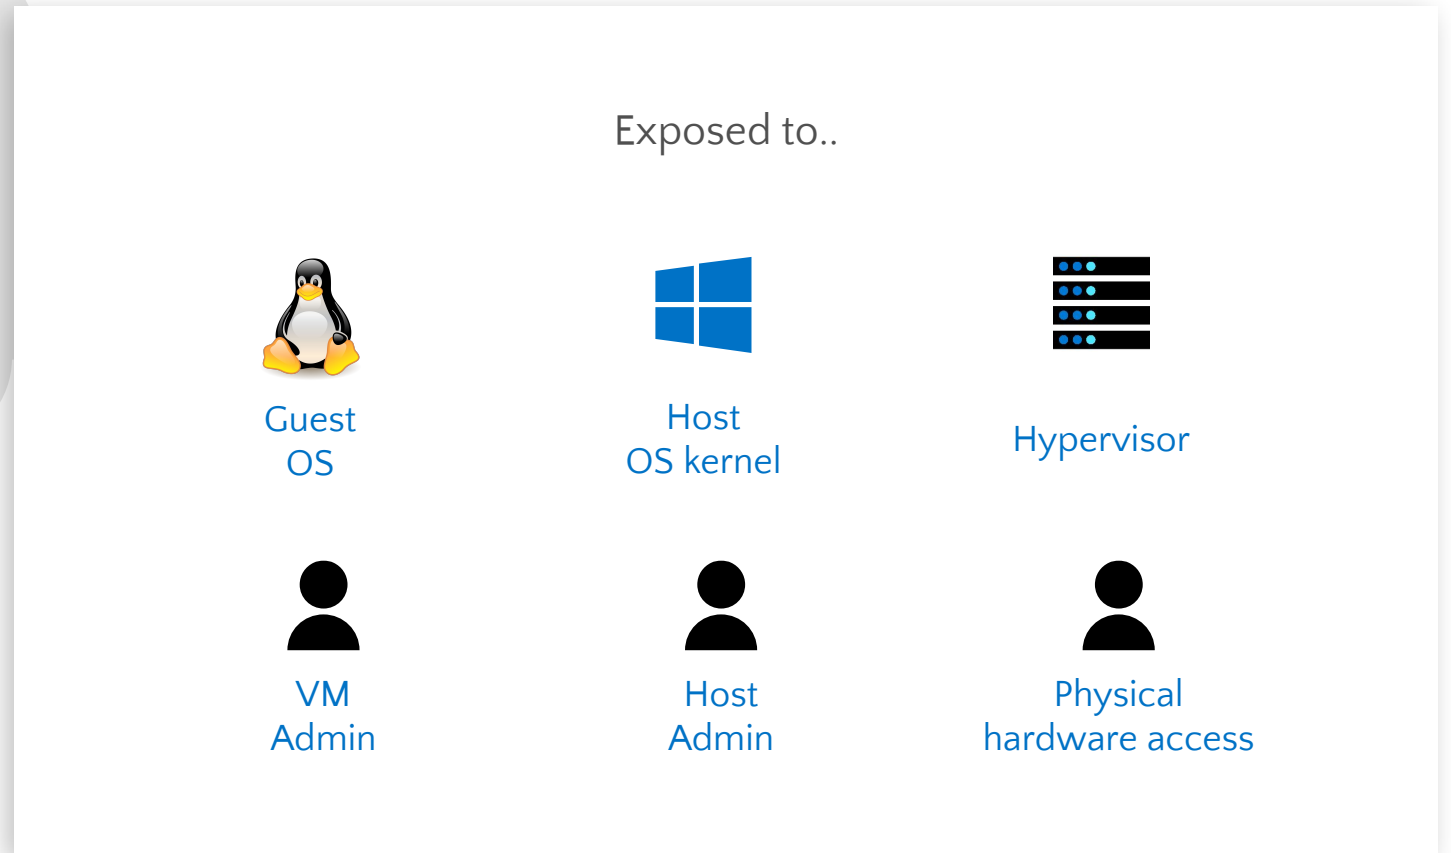 Exposed to..
Guest
OS
Host
OS kernel
Hypervisor
VM
Admin
Host
Admin
Physical
hardware access